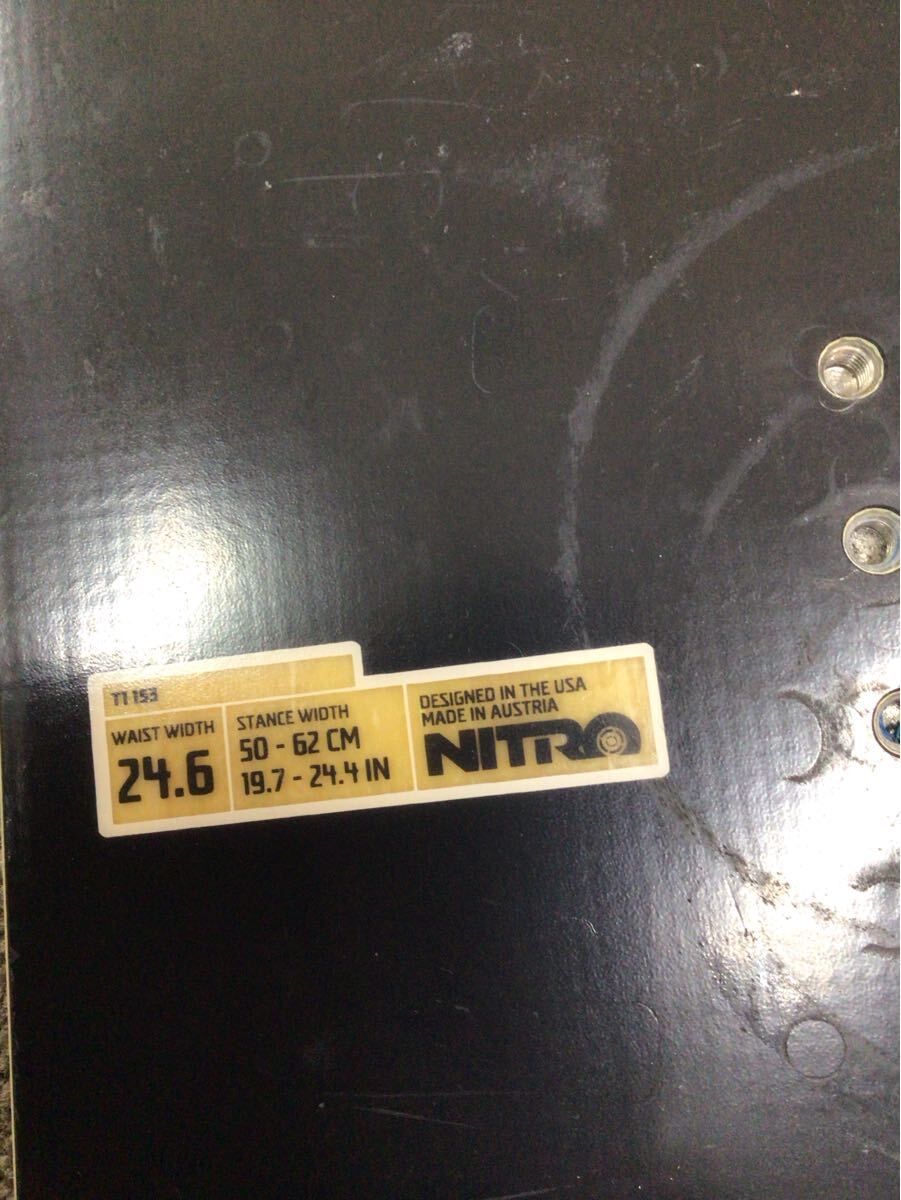 T1 153
WAIST WIDTH
24.6
STANCE WIDTH
50 - 62 CM
19.7 - 24.4 IN
DESIGNED IN THE USA
MADE IN AUSTRIA
NITRO